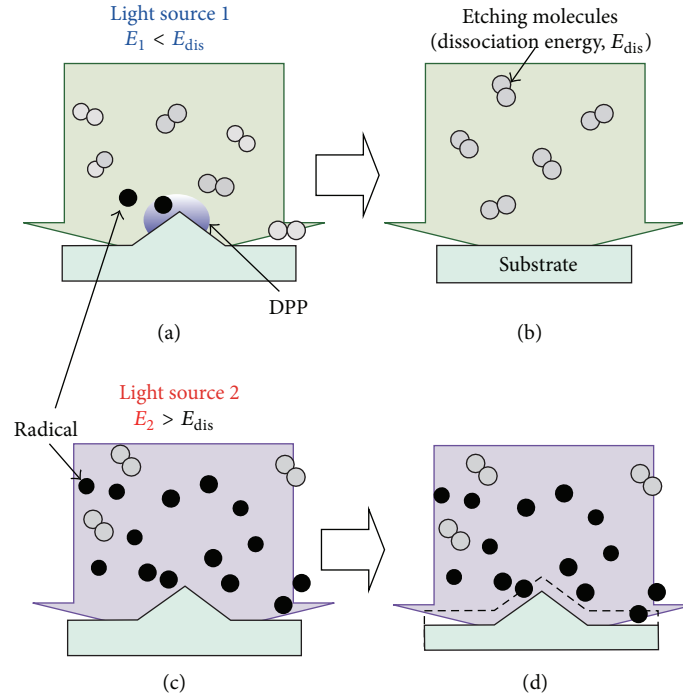 Light source 1
E1 < Edis
Etching molecules
(dissociation energy, Edis)
Substrate
DPP
(a)
(b)
Light source 2
E2 > Edis
Radical
(c)
(d)